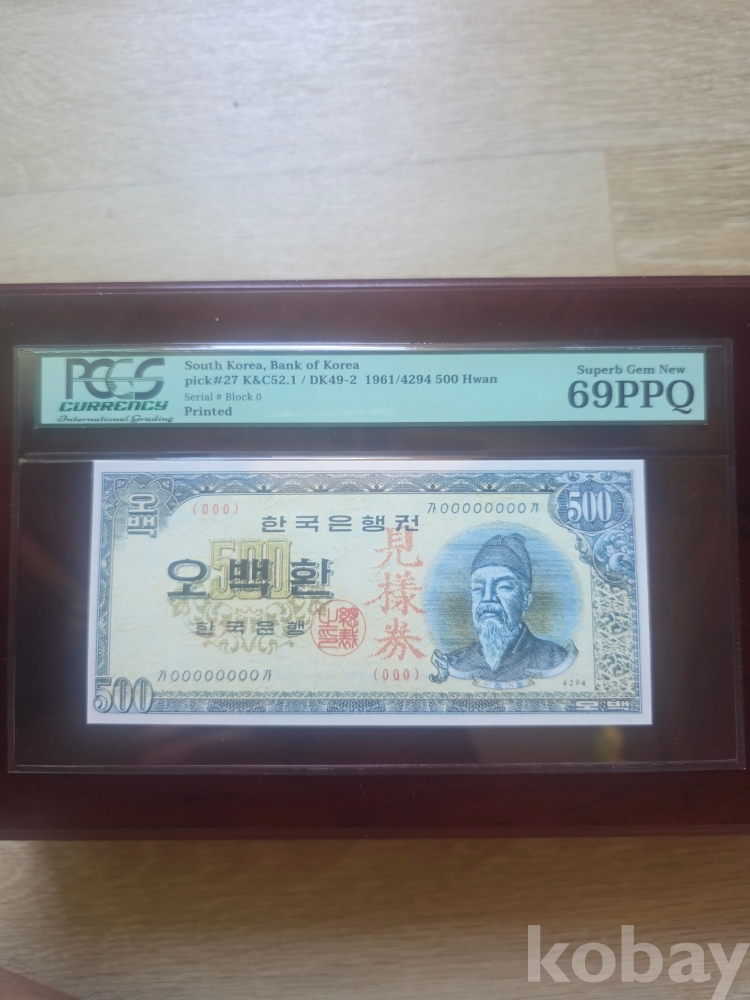 PCGS
CURRENCY
International Grading
South Korea, Bank of Korea
pick#27 K&C52.1 / DK49-2 1961/4294 500 Hwan
Serial # Block 0
Printed
Superb Gem New
69PPQ
오백
(000)
가00000000가
500
한국은행권
500
오백환
한국은행
見樣券
가00000000가
(000)
4294
500
오백
kobay